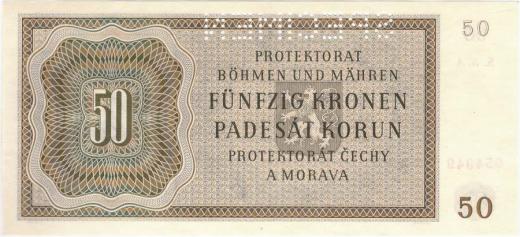 50
PROTEKTORAT
BÖHMEN UND MÄHREN
50
FÜNFZIG KRONEN
PADESÁT KORUN
PROTEKTORÁT ČECHY
A MORAVA
50